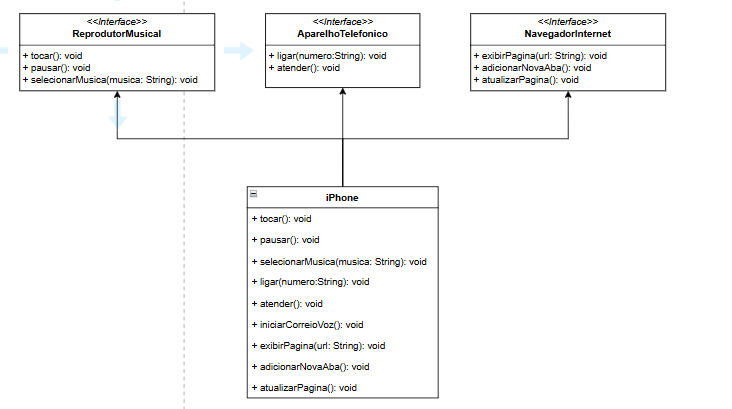 <<Interface>>
ReprodutorMusical
+ tocar(): void
+ pausar(): void
+ selecionarMusica(musica: String): void
<<Interface>>
AparelhoTelefonico
+ ligar(numero:String): void
+ atender(): void
<<Interface>>
NavegadorInternet
+ exibirPagina(url: String): void
+ adicionarNovaAba(): void
+ atualizarPagina(): void
iPhone
+ tocar(): void
+ pausar(): void
+ selecionarMusica(musica: String): void
+ ligar(numero:String): void
+ atender(): void
+ iniciarCorreioVoz(): void
+ exibirPagina(url: String): void
+ adicionarNovaAba(): void
+ atualizarPagina(): void